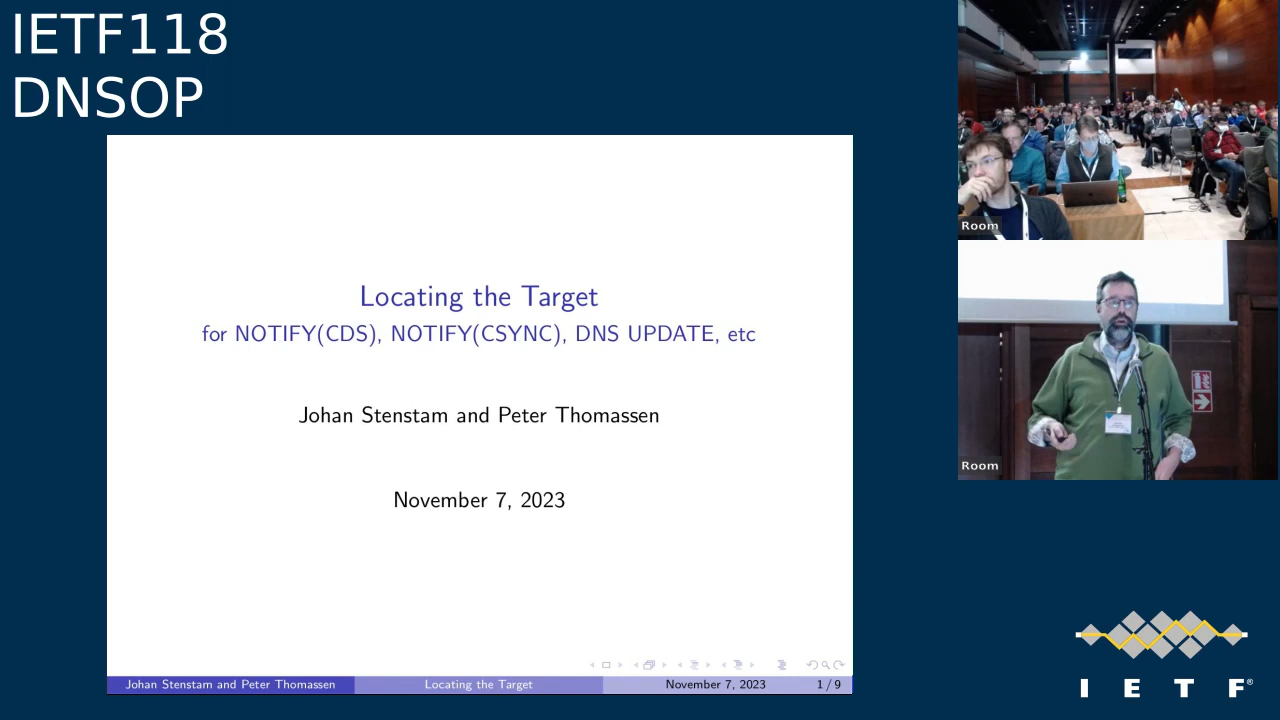 IETF118
DNSOP
Locating the Target
for NOTIFY(CDS), NOTIFY(CSYNC), DNS UPDATE, etc
Johan Stenstam and Peter Thomassen
November 7, 2023
Johan Stenstam and Peter Thomassen
Locating the Target
November 7, 2023
1 / 9
Room
Room
I E T F®